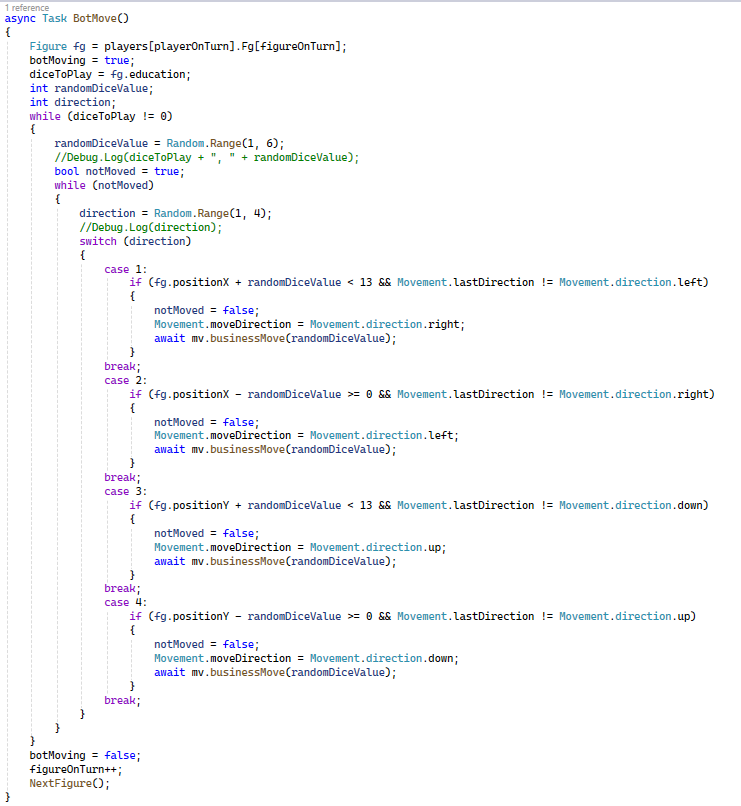 1 reference
async Task BotMove()
{
    Figure fg = players[playerOnTurn].Fg[figureOnTurn];
    botMoving = true;
    diceToPlay = fg.education;
    int randomDiceValue;
    int direction;
    while (diceToPlay != 0)
    {
        randomDiceValue = Random.Range(1, 6);
        //Debug.Log(diceToPlay + ", " + randomDiceValue);
        bool notMoved = true;
        while (notMoved)
        {
            direction = Random.Range(1, 4);
            //Debug.Log(direction);
            switch (direction)
            {
                case 1:
                    if (fg.positionX + randomDiceValue < 13 && Movement.lastDirection != Movement.direction.left)
                    {
                        notMoved = false;
                        Movement.moveDirection = Movement.direction.right;
                        await mv.businessMove(randomDiceValue);
                    }
                break;
                case 2:
                    if (fg.positionX - randomDiceValue >= 0 && Movement.lastDirection != Movement.direction.right)
                    {
                        notMoved = false;
                        Movement.moveDirection = Movement.direction.left;
                        await mv.businessMove(randomDiceValue);
                    }
                break;
                case 3:
                    if (fg.positionY + randomDiceValue < 13 && Movement.lastDirection != Movement.direction.down)
                    {
                        notMoved = false;
                        Movement.moveDirection = Movement.direction.up;
                        await mv.businessMove(randomDiceValue);
                    }
                break;
                case 4:
                    if (fg.positionY - randomDiceValue >= 0 && Movement.lastDirection != Movement.direction.up)
                    {
                        notMoved = false;
                        Movement.moveDirection = Movement.direction.down;
                        await mv.businessMove(randomDiceValue);
                    }
                break;
            }
        }
    }
    botMoving = false;
    figureOnTurn++;
    NextFigure();
}